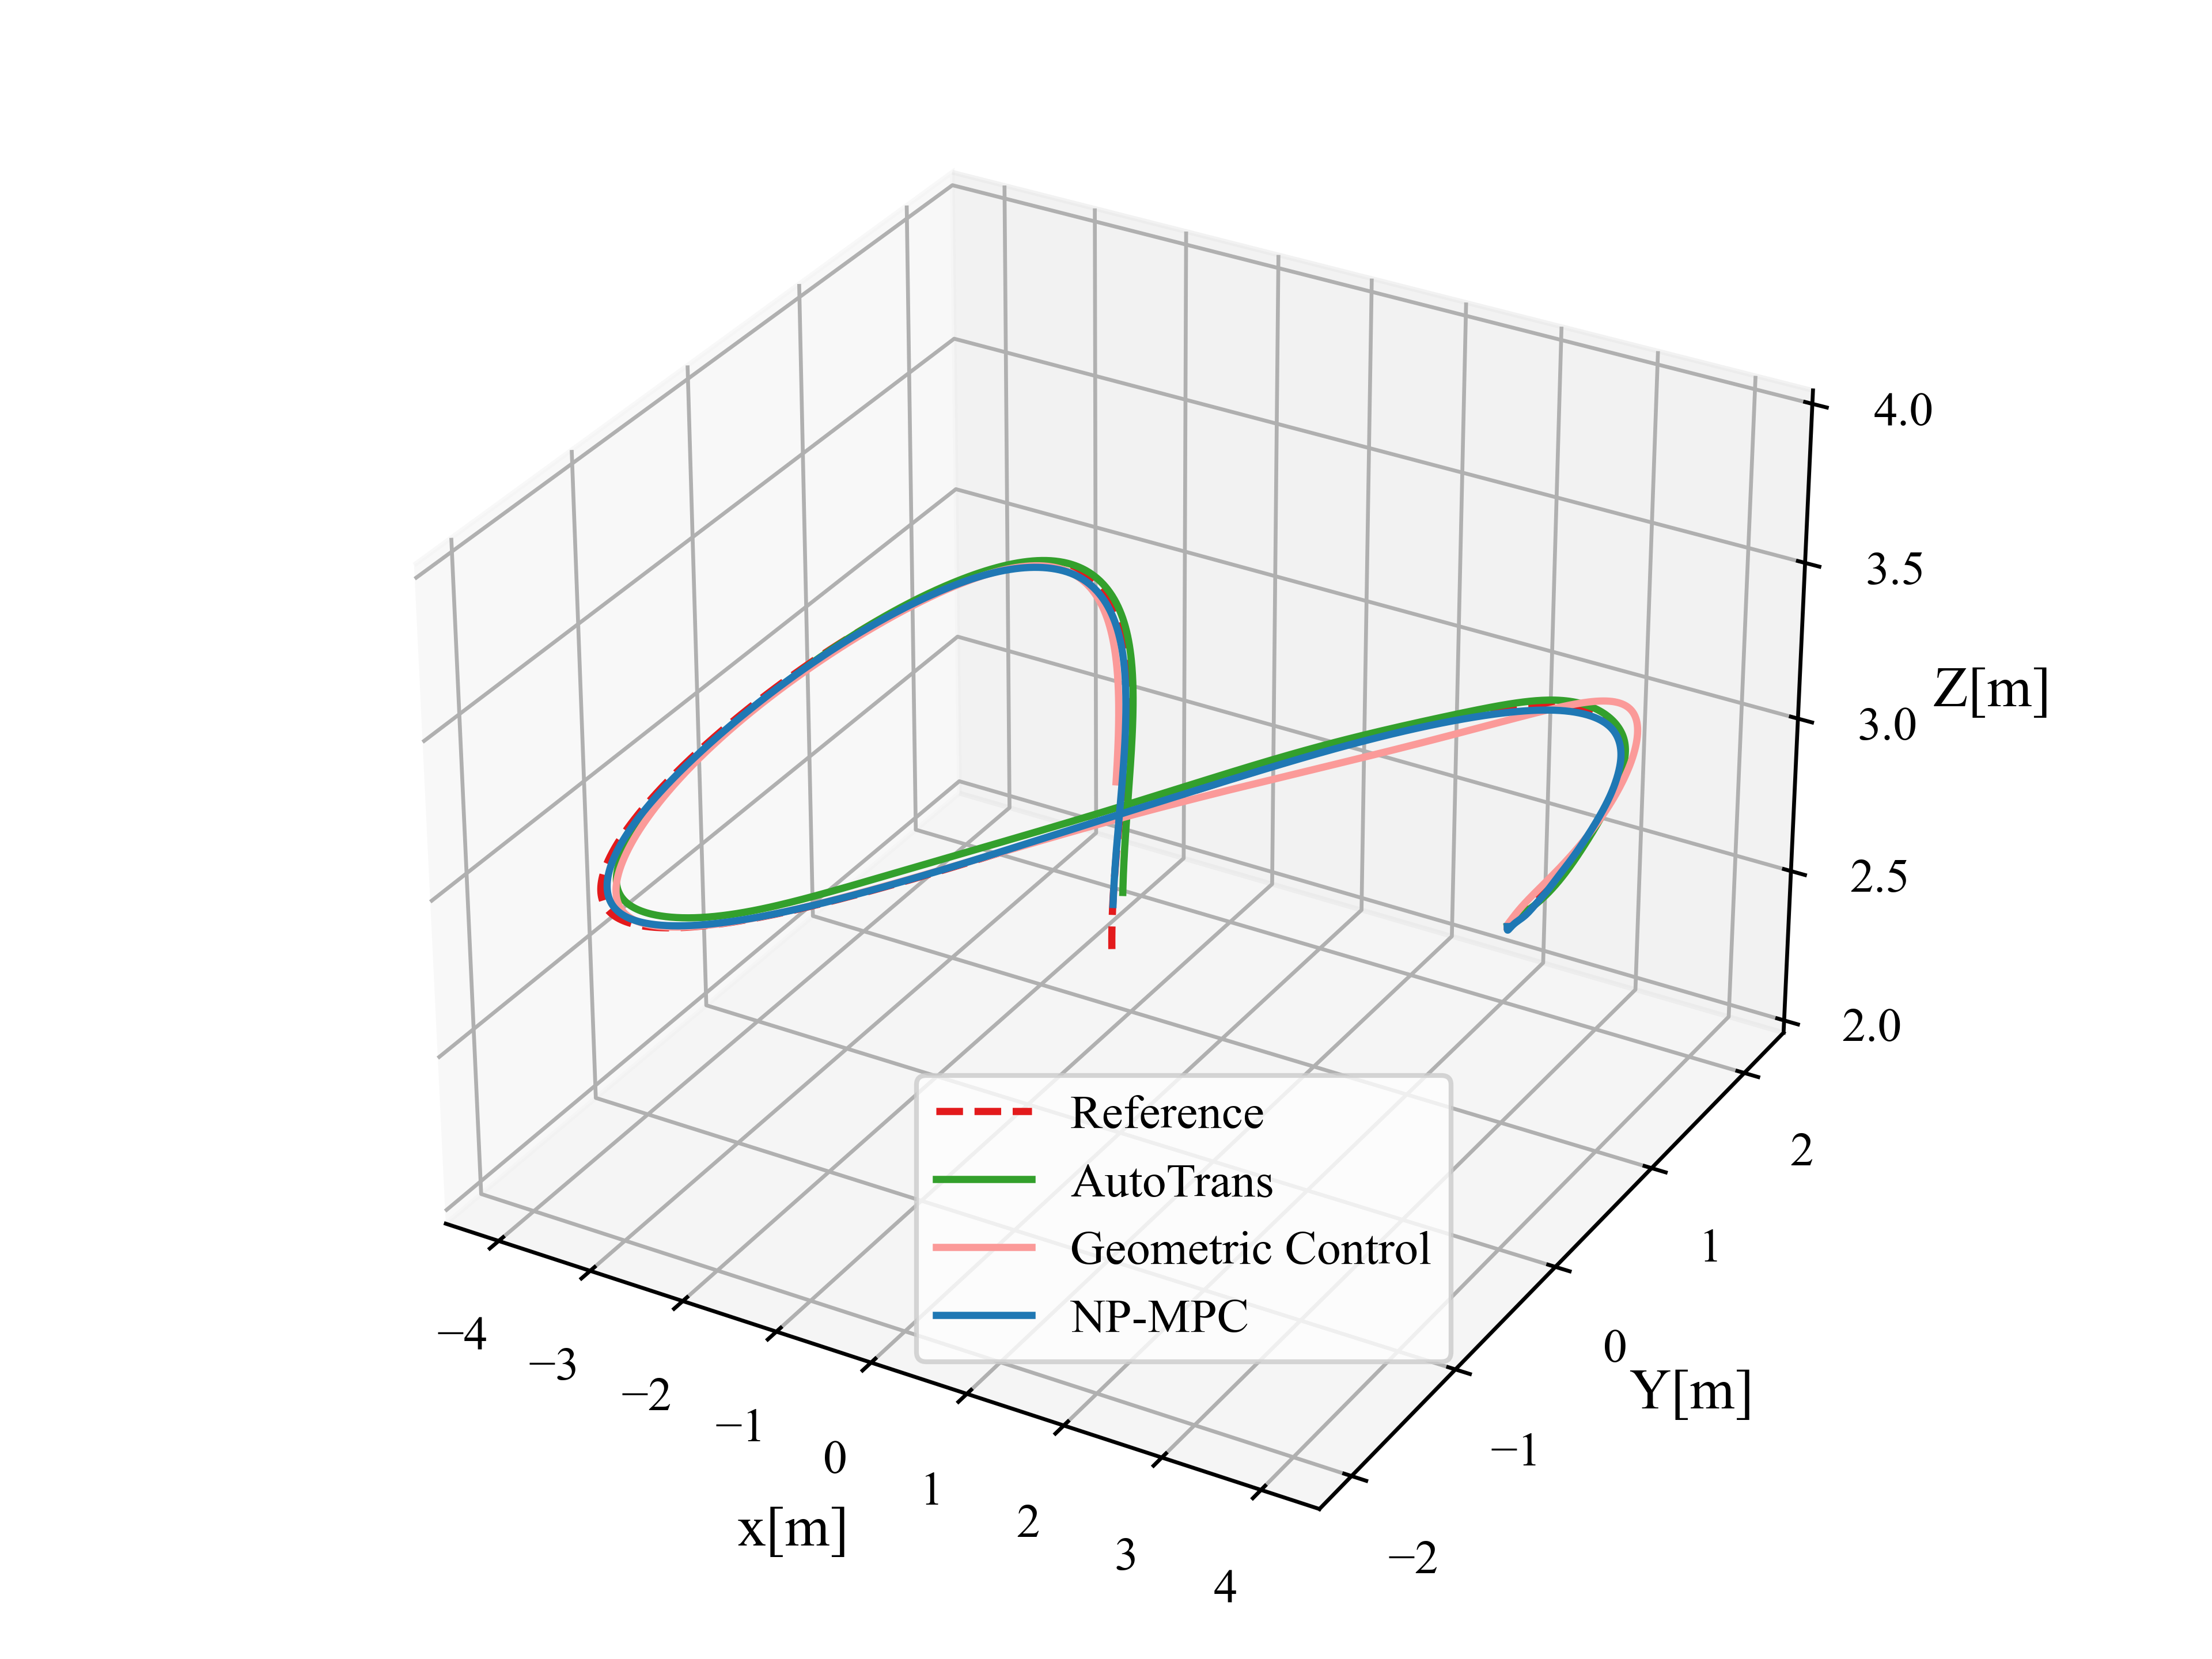 4.0
3.5
3.0
2.5
2.0
Z[m]
2
1
0
−1
−2
Y[m]
−4
−3
−2
−1
0
1
2
3
4
x[m]
Reference
AutoTrans
Geometric Control
NP-MPC